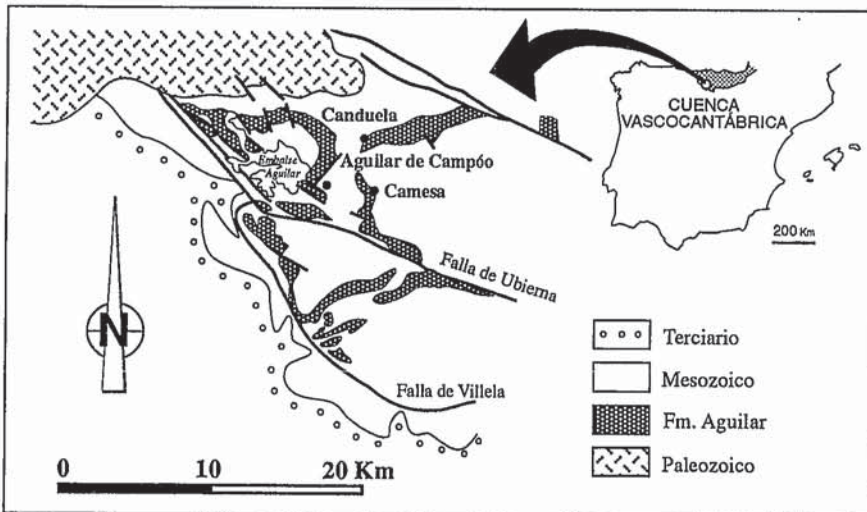 CUENCA
VASCOCANTÁBRICA
200 Km
Canduela
Embalse
Aguilar
Aguilar de Campóo
Camesa
Falla de Ubierna
Falla de Villela
N
Terciario
Mesozoico
Fm. Aguilar
Paleozoico
0 10 20 Km